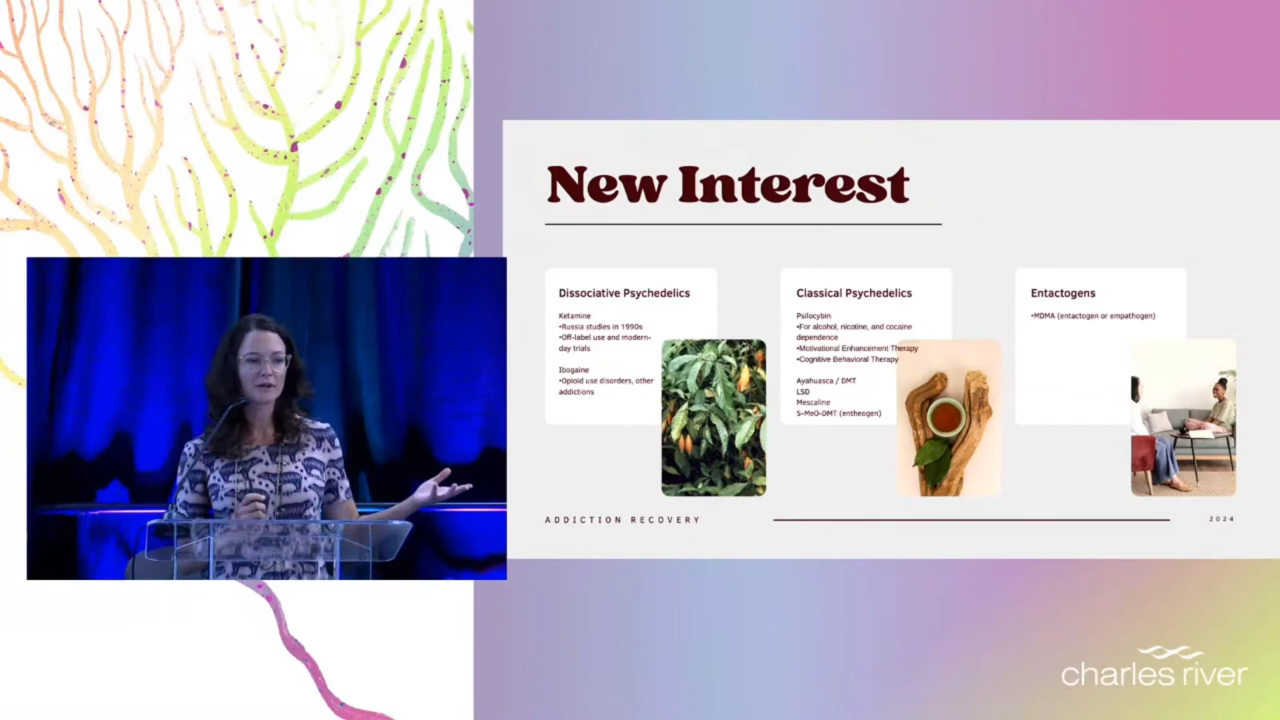 New Interest
Dissociative Psychedelics
Ketamine
•Russia studies in 1990s
•Off-label use and modern-
day trials
Ibogaine
•Opioid use disorders, other
addictions
Classical Psychedelics
Psilocybin
•For alcohol, nicotine, and cocaine
dependence
•Motivational Enhancement Therapy
•Cognitive Behavioral Therapy
Ayahuasca / DMT
LSD
Mescaline
5-MeO-DMT (entheogen)
Entactogens
•MDMA (entactogen or empathogen)
ADDICTION RECOVERY
2024
charles river